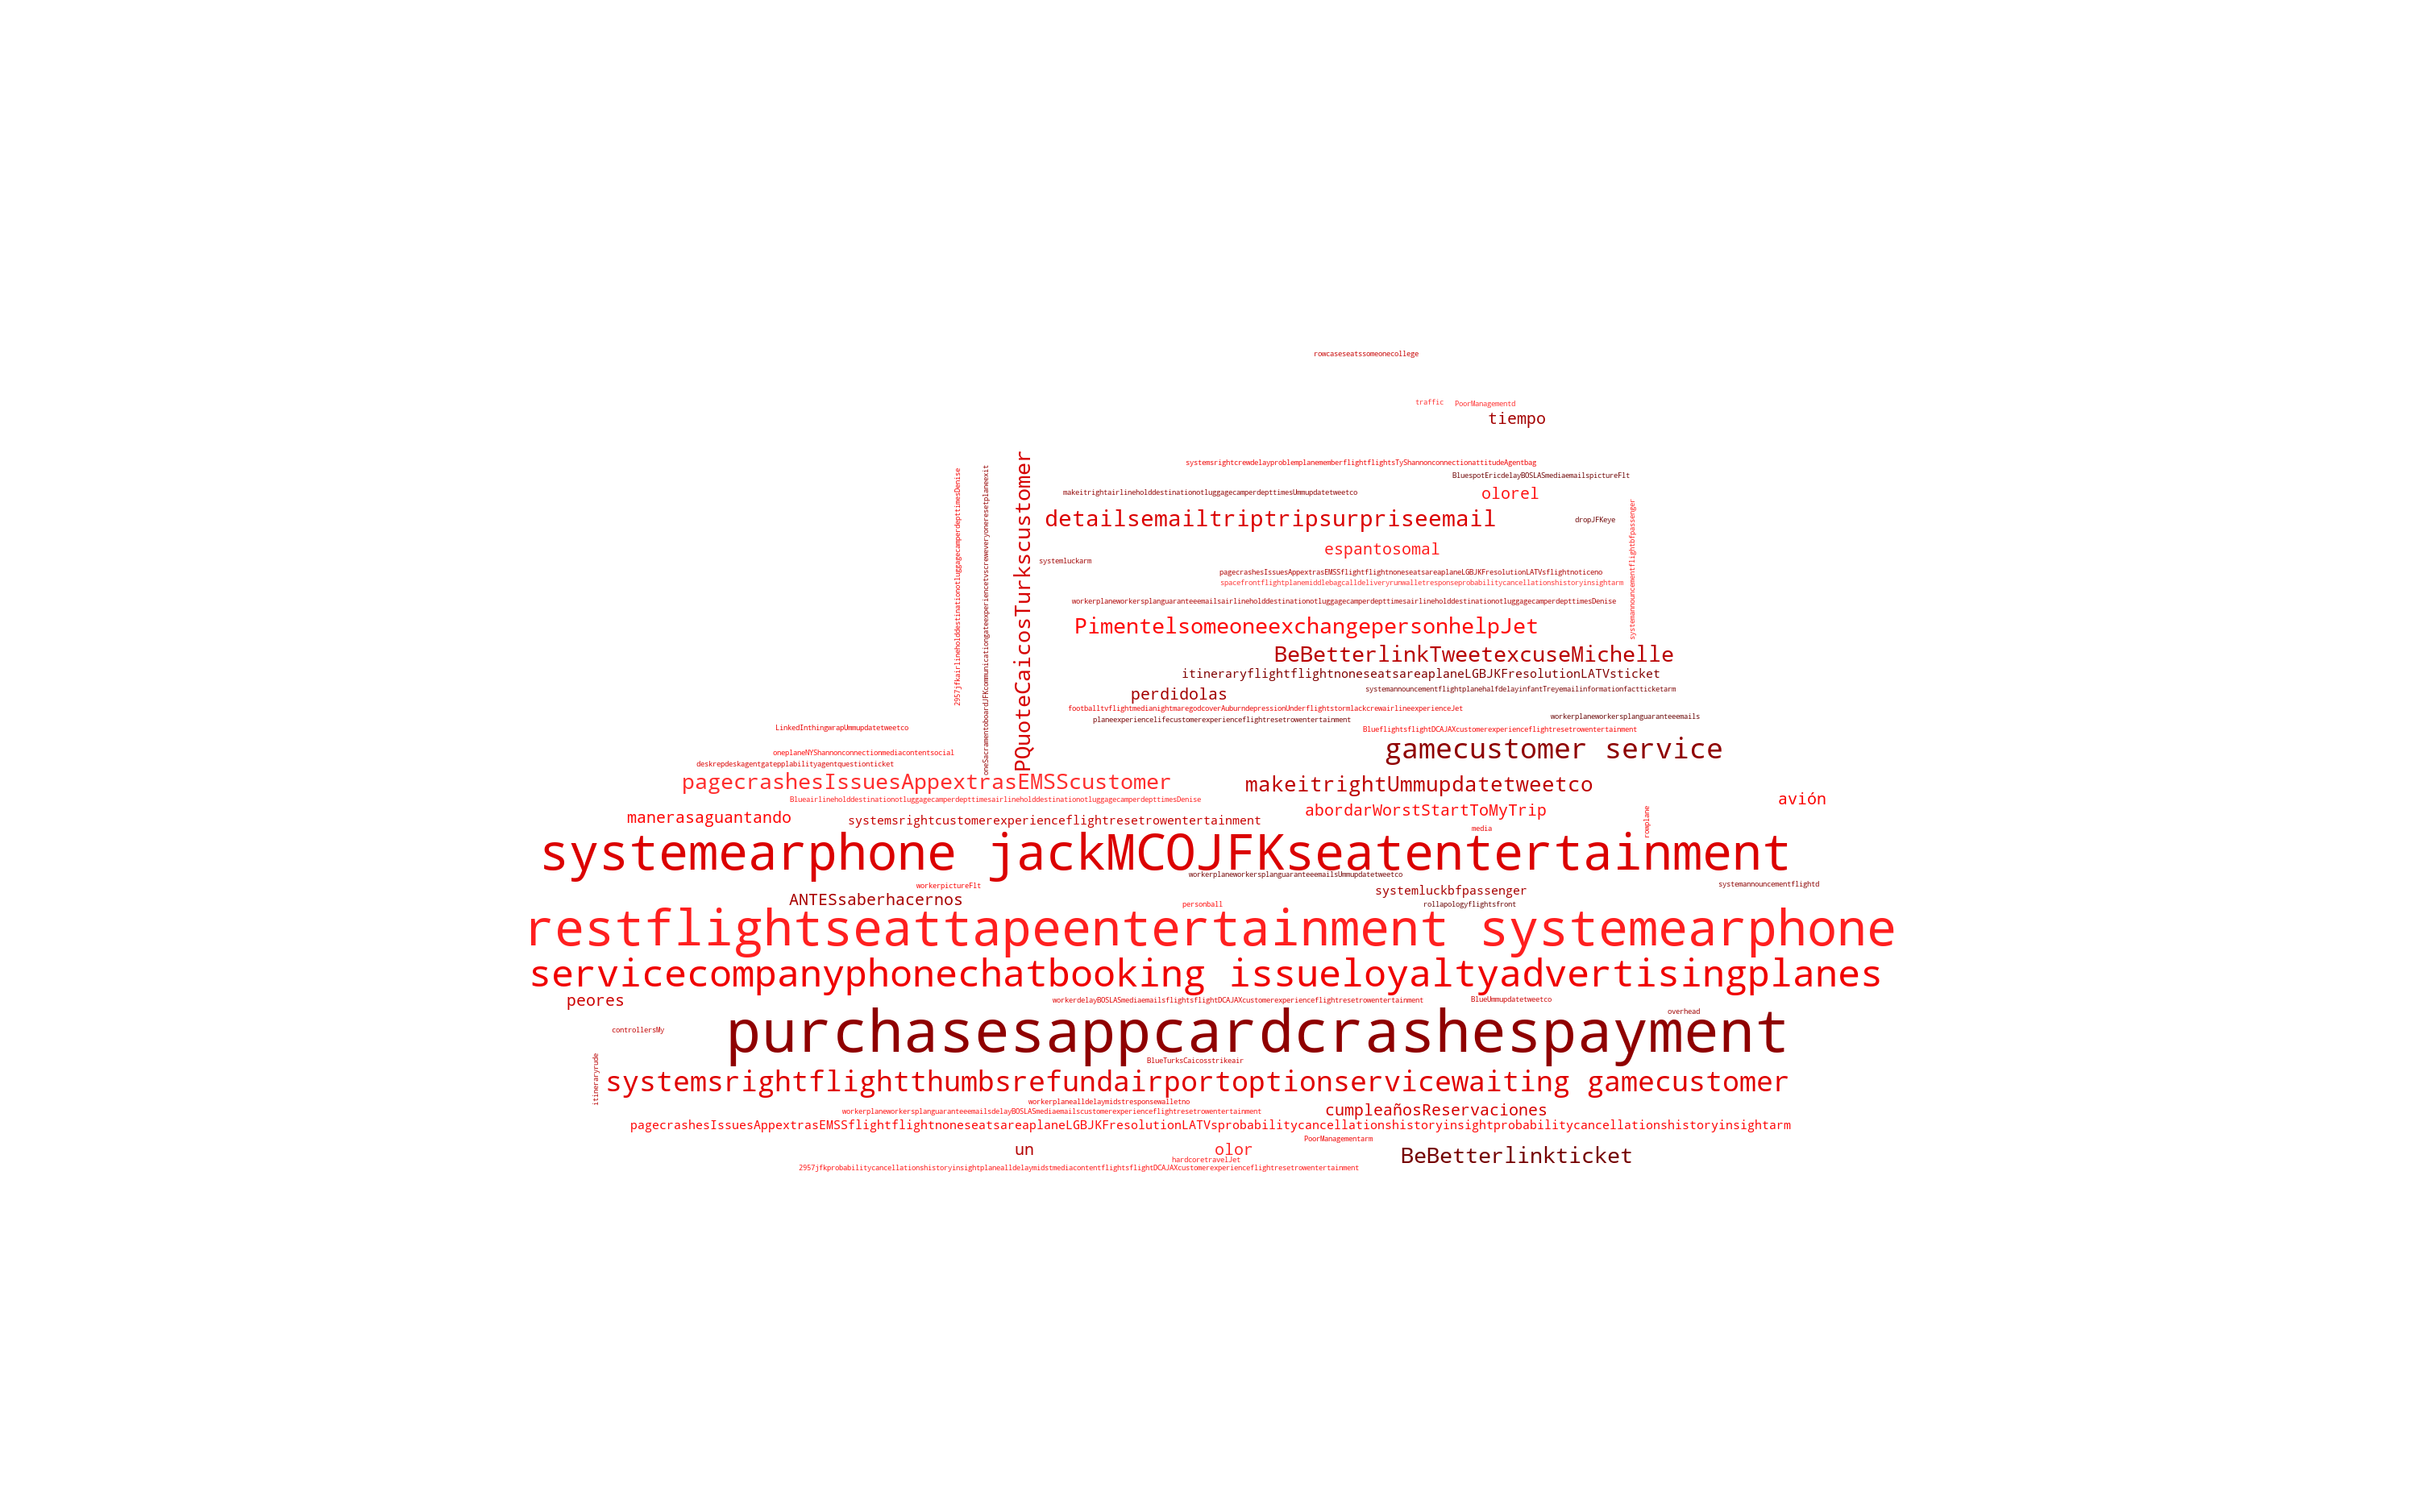 rowcaseseatssomeonecollege
traffic
PoorManagementd
tiempo
systemsrightcrewdelayproblemplanememberflightflightsTyShannonconnectionattitudeAgentbag
BluespotEricdelayBOSLASmediaemailspictureFlt
makeitrightairlineholddestinationotluggagecamperdepttimesUmmupdatetweetco
olorel
detailsemailtriptripsurpriseemail
dropJFKeye
espantosomal
systemluckarm
pagecrashesIssuesAppextrasEMSSflightflightnoneseatsareaplaneLGBJKFresolutionLATVsflightnoticeno
spacefrontflightplanemiddlebagcalldeliveryrunwalletresponseprobabilitycancellationshistoryinsightarm
systemannouncementflightbfpassenger
workerplaneworkersplanguaranteeemailsairlineholddestinationotluggagecamperdepttimesairlineholddestinationotluggagecamperdepttimesDenise
2957jfkairlineholddestinationotluggagecamperdepttimesDenise
oneSacramentoboardJFKcommunicationgateexperiencetvscreweveryoneresetplaneexit
PQuoteCaicosTurkscustomer
PimentelsomeoneexchangepersonhelpJet
BeBetterlinkTweetexcuseMichelle
itineraryflightflightnoneseatsareaplaneLGBJKFresolutionLATVsticket
perdidolas
systemannouncementflightplanehalfdelayinfantTreyemailinformationfactticketarm
footballtvflightmedianightmaregodcoverAuburndepressionUnderflightstormlackcrewairlineexperienceJet
planeexperiencelifecustomerexperienceflightresetrowentertainment
workerplaneworkersplanguaranteeemails
LinkedInthingwrapUmmupdatetweetco
BlueflightsflightDCAJAXcustomerexperienceflightresetrowentertainment
gamecustomer service
oneplaneNYShannonconnectionmediacontentsocial
deskrepdeskagentgatepplabilityagentquestionticket
pagecrashesIssuesAppextrasEMSScustomer
makeitrightUmmupdatetweetco
BlueairlineholddestinationotluggagecamperdepttimesairlineholddestinationotluggagecamperdepttimesDenise
avión
abordarWorstStartToMyTrip
manerasaguantando
systemsrightcustomerexperienceflightresetrowentertainment
rowplane
media
systemearphone jackMCOJFKseatentertainment
workerplaneworkersplanguaranteeemailsUmmupdatetweetco
workerpictureFlt
systemluckbfpassenger
systemannouncementflightd
ANTESsaberhacernos
personball
rollapologyflightsfront
restflightseattapeentertainment systemearphone
servicecompanyphonechatbooking issueloyaltyadvertisingplanes
peores
workerdelayBOSLASmediaemailsflightsflightDCAJAXcustomerexperienceflightresetrowentertainment
BlueUmmupdatetweetco
overhead
controllersMy
purchasesappcardcrashespayment
BlueTurksCaicosstrikeair
itineraryrude
systemsrightflightthumbsrefundairportoptionservicewaiting gamecustomer
workerplanealldelaymidstresponsewalletno
workerplaneworkersplanguaranteeemailsdelayBOSLASmediaemailscustomerexperienceflightresetrowentertainment
cumpleañosReservaciones
pagecrashesIssuesAppextrasEMSSflightflightnoneseatsareaplaneLGBJKFresolutionLATVsprobabilitycancellationshistoryinsightprobabilitycancellationshistoryinsightarm
PoorManagementarm
un
olor
BeBetterlinkticket
hardcoretravelJet
2957jfkprobabilitycancellationshistoryinsightplanealldelaymidstmediacontentflightsflightDCAJAXcustomerexperienceflightresetrowentertainment